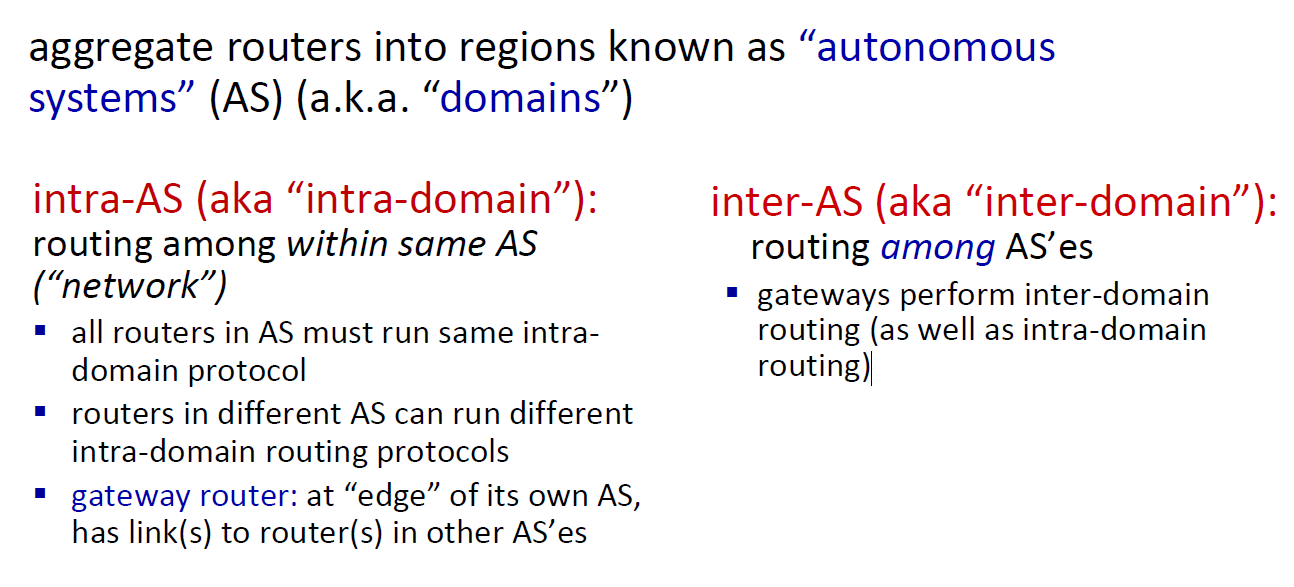 aggregate routers into regions known as “autonomous
systems” (AS) (a.k.a. “domains”)
intra-AS (aka “intra-domain”):
routing among within same AS
(“network”)
▪ all routers in AS must run same intra-
domain protocol
▪ routers in different AS can run different
intra-domain routing protocols
▪ gateway router: at “edge” of its own AS,
has link(s) to router(s) in other AS’es
inter-AS (aka “inter-domain”):
routing among AS’es
▪ gateways perform inter-domain
routing (as well as intra-domain
routing)